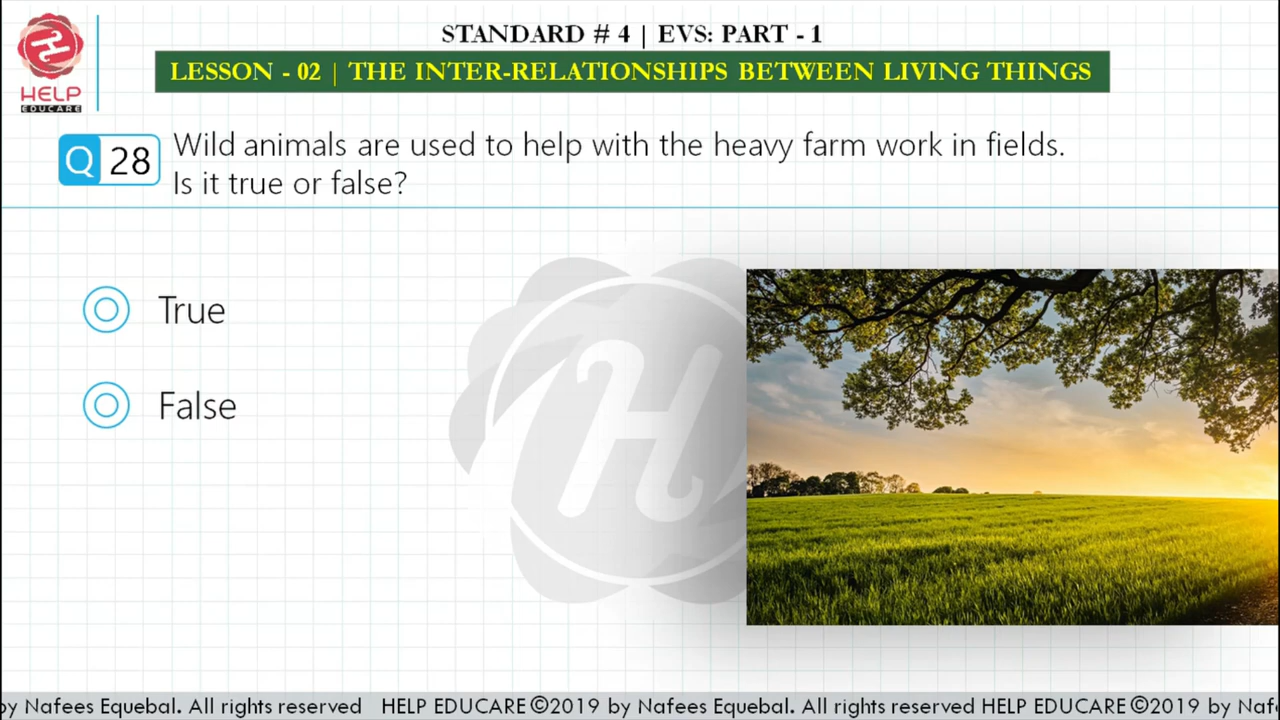 STANDARD # 4 | EVS: PART - 1
HELP
EDUCARE
LESSON - 02 | THE INTER-RELATIONSHIPS BETWEEN LIVING THINGS
Q 28
Wild animals are used to help with the heavy farm work in fields.
Is it true or false?
True
False
H
by Nafees Equebal. All rights reserved HELP EDUCARE ©2019 by Nafees Equebal. All rights reserved HELP EDUCARE ©2019 by Naf